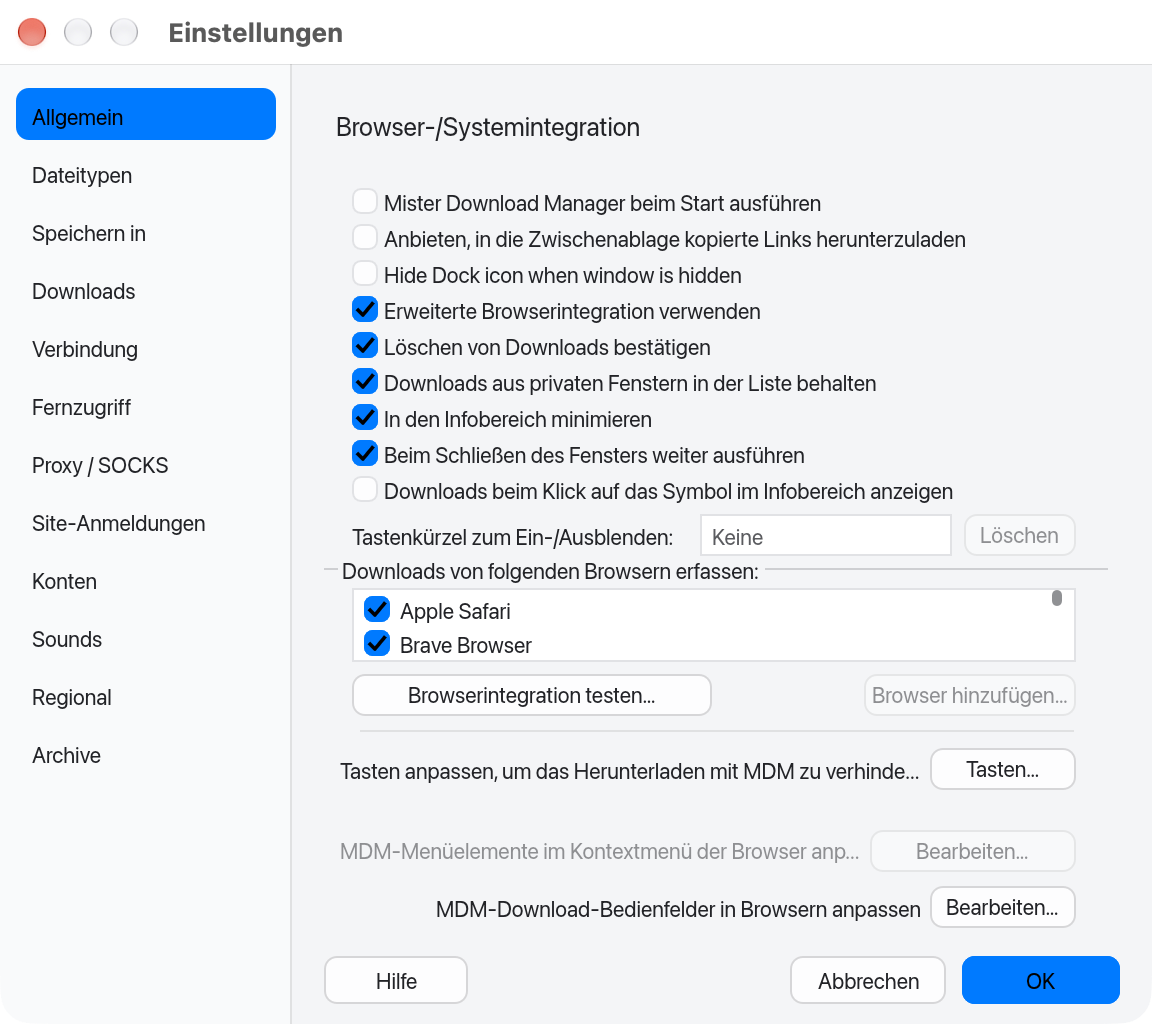 Einstellungen
Allgemein
Dateitypen
Speichern in
Downloads
Verbindung
Fernzugriff
Proxy / SOCKS
Site-Anmeldungen
Konten
Sounds
Regional
Archive
Browser-/Systemintegration
Mister Download Manager beim Start ausführen
Anbieten, in die Zwischenablage kopierte Links herunterzuladen
Hide Dock icon when window is hidden
Erweiterte Browserintegration verwenden
Löschen von Downloads bestätigen
Downloads aus privaten Fenstern in der Liste behalten
In den Infobereich minimieren
Beim Schließen des Fensters weiter ausführen
Downloads beim Klick auf das Symbol im Infobereich anzeigen
Tastenkürzel zum Ein-/Ausblenden: Keine Löschen
Downloads von folgenden Browsern erfassen:
Apple Safari
Brave Browser
Browserintegration testen... Browser hinzufügen...
Tasten anpassen, um das Herunterladen mit MDM zu verhinde... Tasten...
MDM-Menüelemente im Kontextmenü der Browser anp... Bearbeiten...
MDM-Download-Bedienfelder in Browsern anpassen Bearbeiten...
Hilfe Abbrechen OK